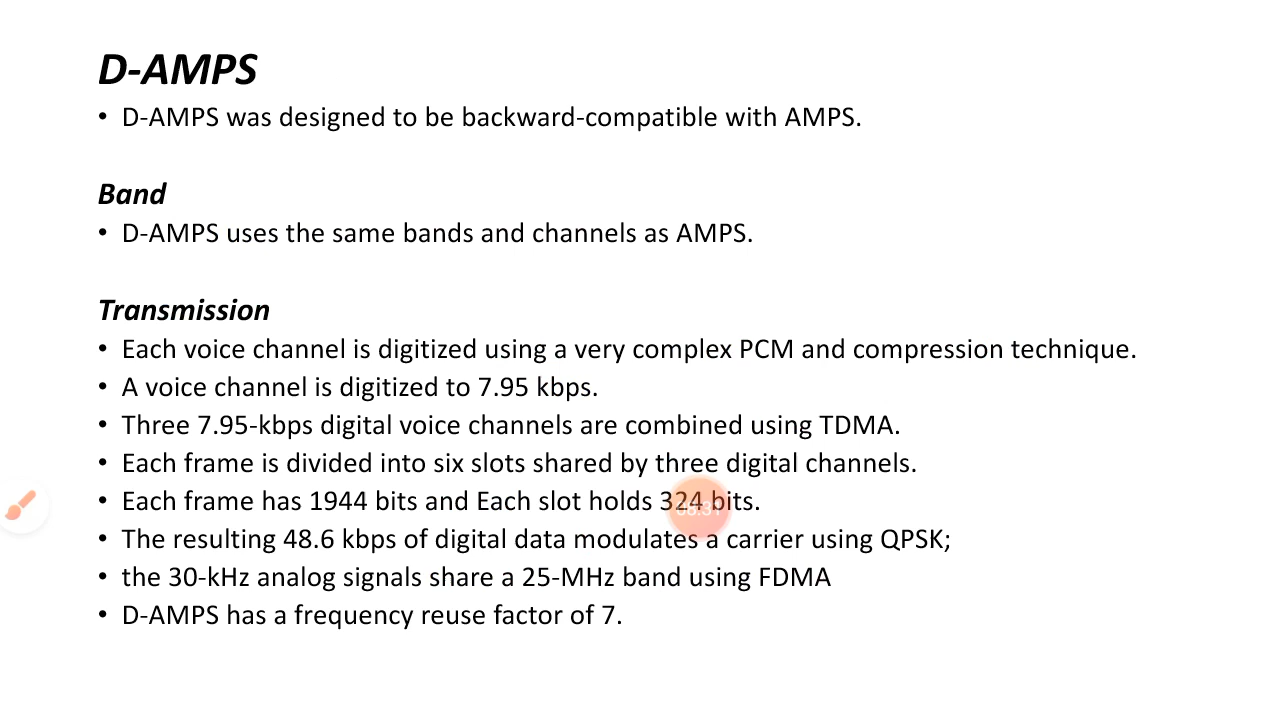 D-AMPS
• D-AMPS was designed to be backward-compatible with AMPS.
Band
• D-AMPS uses the same bands and channels as AMPS.
Transmission
• Each voice channel is digitized using a very complex PCM and compression technique.
• A voice channel is digitized to 7.95 kbps.
• Three 7.95-kbps digital voice channels are combined using TDMA.
• Each frame is divided into six slots shared by three digital channels.
• Each frame has 1944 bits and Each slot holds 324 bits.
• The resulting 48.6 kbps of digital data modulates a carrier using QPSK;
• the 30-kHz analog signals share a 25-MHz band using FDMA
• D-AMPS has a frequency reuse factor of 7.